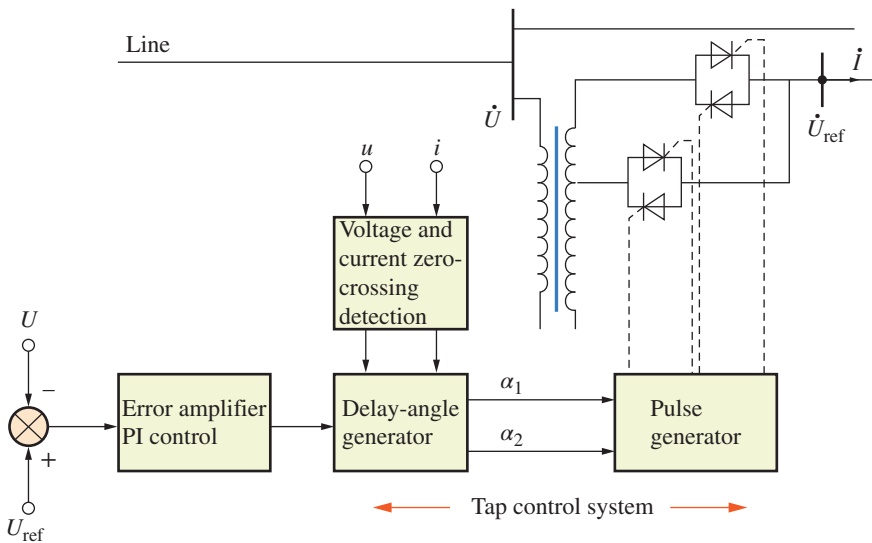 Line
U̇
İ
U̇ref
u
i
Voltage and
current zero-
crossing
detection
U
−
+
Uref
Error amplifier
PI control
Delay-angle
generator
α1
α2
Pulse
generator
Tap control system